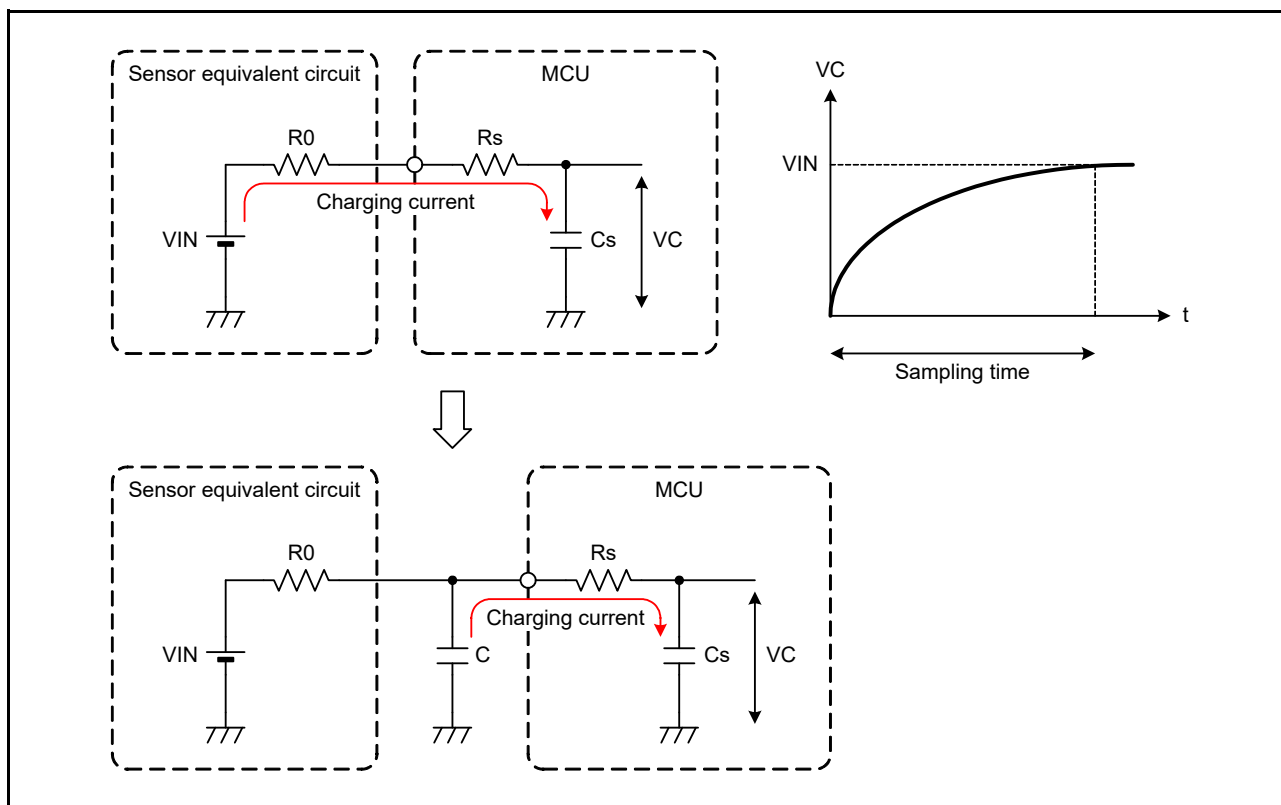 Sensor equivalent circuit
MCU
R0
Rs
Charging current
VIN
Cs
VC
VC
VIN
t
Sampling time
Sensor equivalent circuit
MCU
R0
Rs
Charging current
VIN
C
Cs
VC